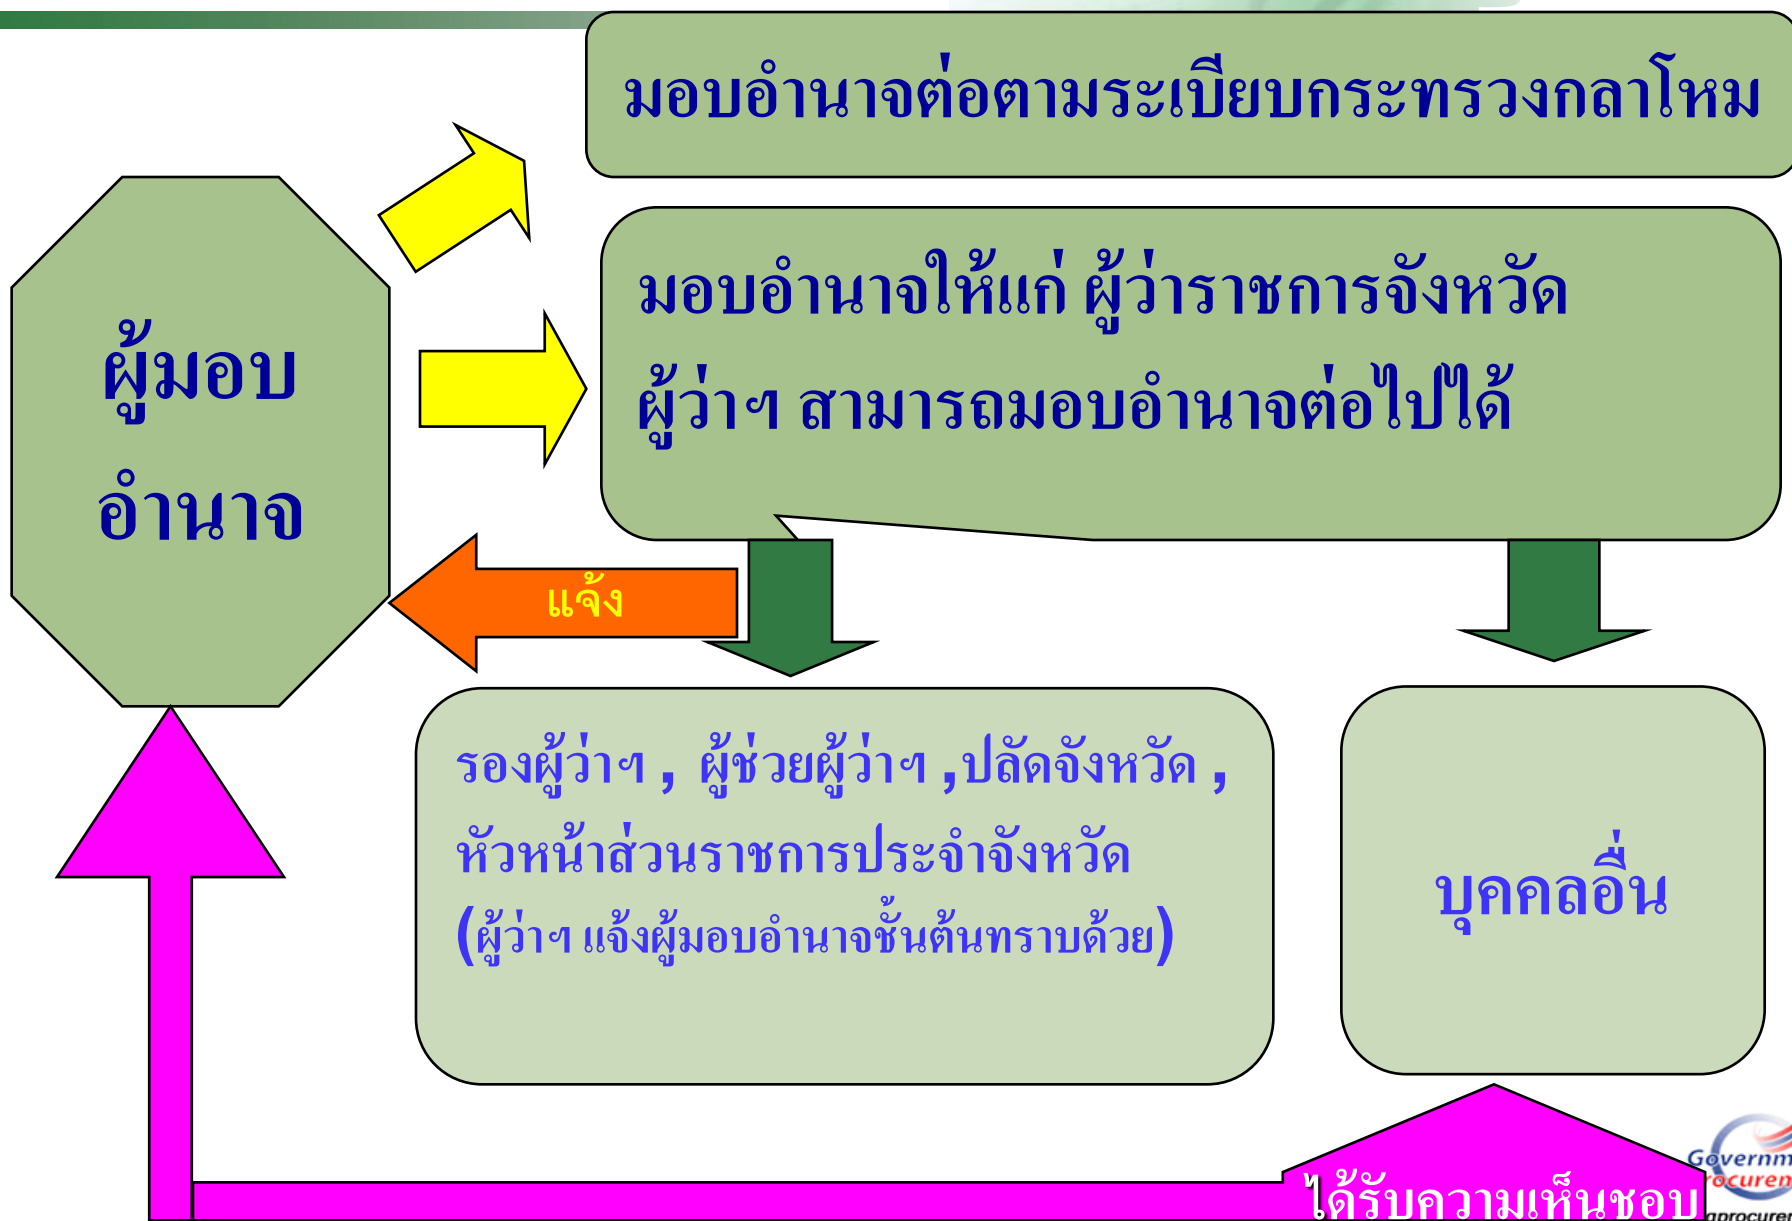 มอบอำนาจต่อตามระเบียบกระทรวงกลาโหม
ผู้มอบ
อำนาจ
มอบอำนาจให้แก่ ผู้ว่าราชการจังหวัด
ผู้ว่าฯ สามารถมอบอำนาจต่อไปได้
แจ้ง
รองผู้ว่าฯ , ผู้ช่วยผู้ว่าฯ ,ปลัดจังหวัด ,
หัวหน้าส่วนราชการประจำจังหวัด
(ผู้ว่าฯ แจ้งผู้มอบอำนาจชั้นต้นทราบด้วย)
บุคคลอื่น
ได้รับความเห็นชอบ